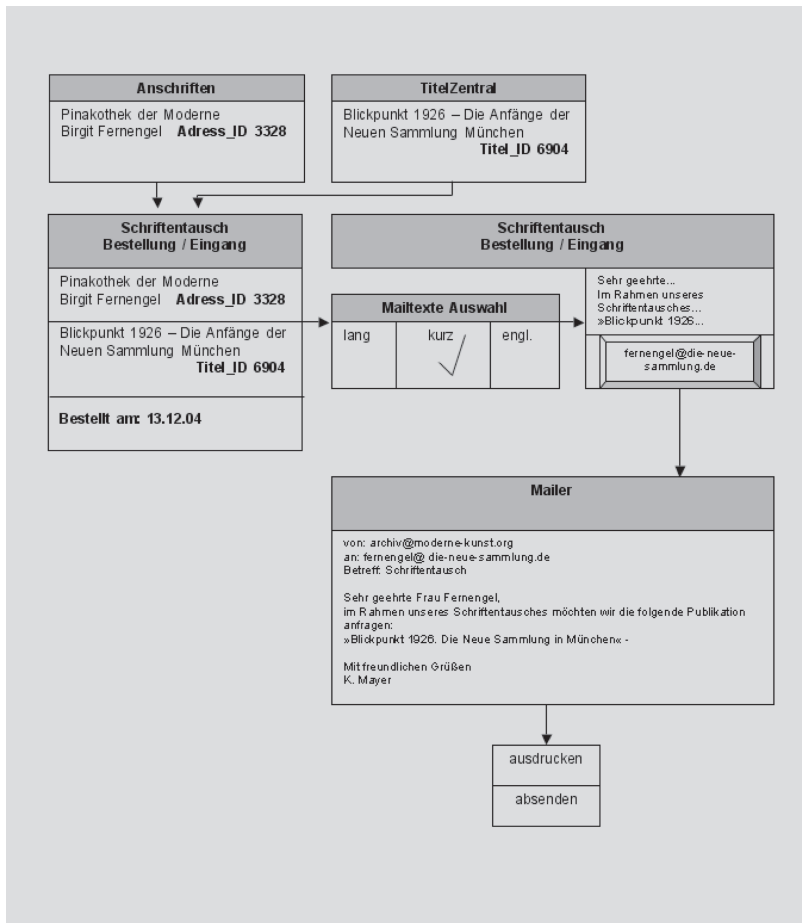 Anschriften
Pinakothek der Moderne
Birgit Fernengel Adress_ID 3328
TitelZentral
Blickpunkt 1926 – Die Anfänge der
Neuen Sammlung München
Titel_ID 6904
Schriftentausch
Bestellung / Eingang
Pinakothek der Moderne
Birgit Fernengel Adress_ID 3328
Blickpunkt 1926 – Die Anfänge der
Neuen Sammlung München
Titel_ID 6904
Bestellt am: 13.12.04
Schriftentausch
Bestellung / Eingang
Mailtexte Auswahl
lang kurz engl.
Sehr geehrte...
Im Rahmen unseres
Schriftentausches...
»Blickpunkt 1926...
fernengel@die-neue-
sammlung.de
Mailer
von: archiv@moderne-kunst.org
an: fernengel@ die-neue-sammlung.de
Betreff: Schriftentausch
Sehr geehrte Frau Fernengel,
im Rahmen unseres Schriftentausches möchten wir die folgende Publikation
anfragen:
»Blickpunkt 1926. Die Neue Sammlung in München« -
Mit freundlichen Grüßen
K. Mayer
ausdrucken
absenden